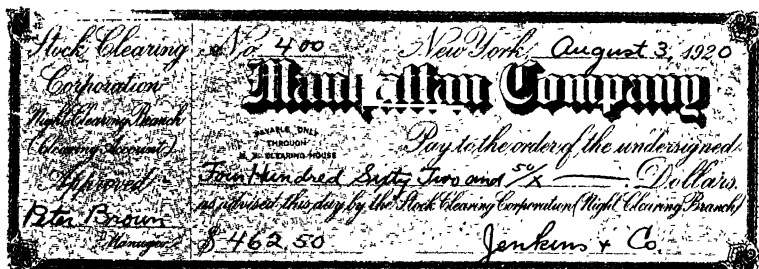 Stock Clearing
Corporation
Night Clearing Branch
(Clearing Account)
Approved
Peter Brown
Manager
No 400 New York, August 3, 1920
Manhattan Company
PAYABLE ONLY
THROUGH
N. Y. CLEARING HOUSE
Pay to the order of the undersigned
Four Hundred Sixty Two and 50/x Dollars.
as advised this day by the Stock Clearing Corporation (Night Clearing Branch)
$ 462 50 Jenkins & Co.